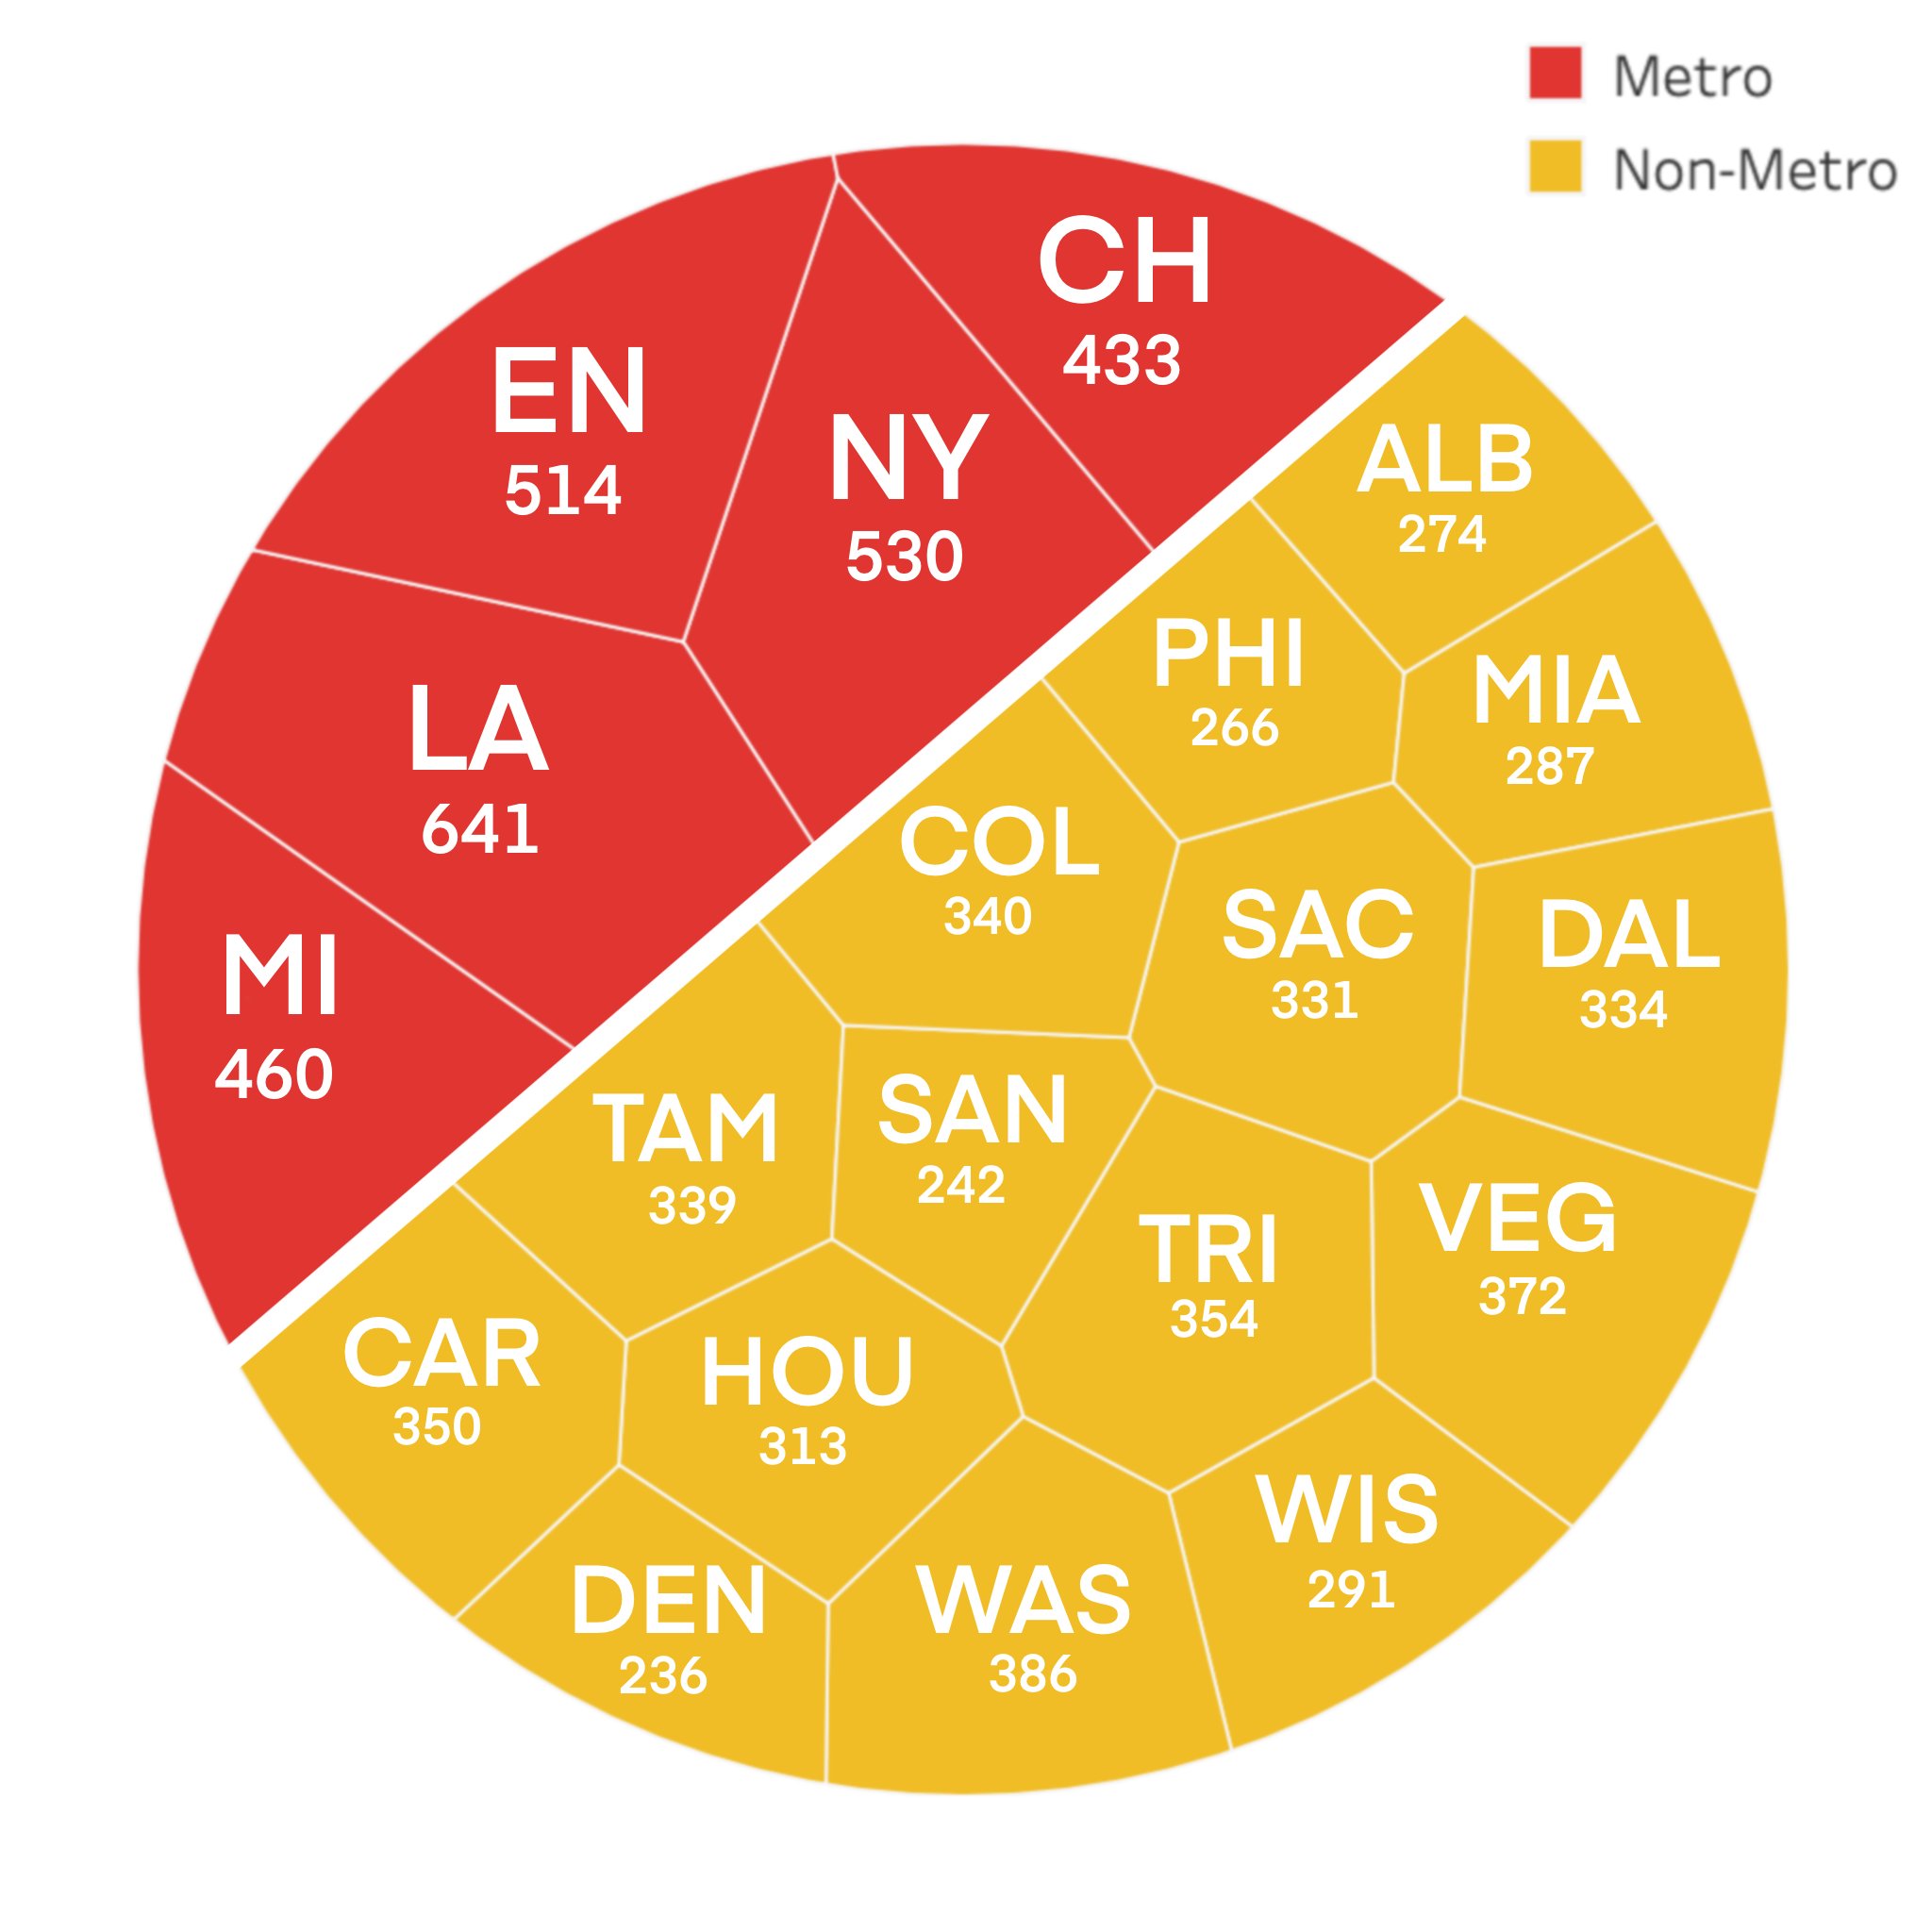 Metro
Non-Metro
CH
433
EN
514
NY
530
LA
641
MI
460
ALB
274
PHI
266
MIA
287
COL
340
SAC
331
DAL
334
TAM
339
SAN
242
TRI
354
VEG
372
CAR
350
HOU
313
WIS
291
DEN
236
WAS
386